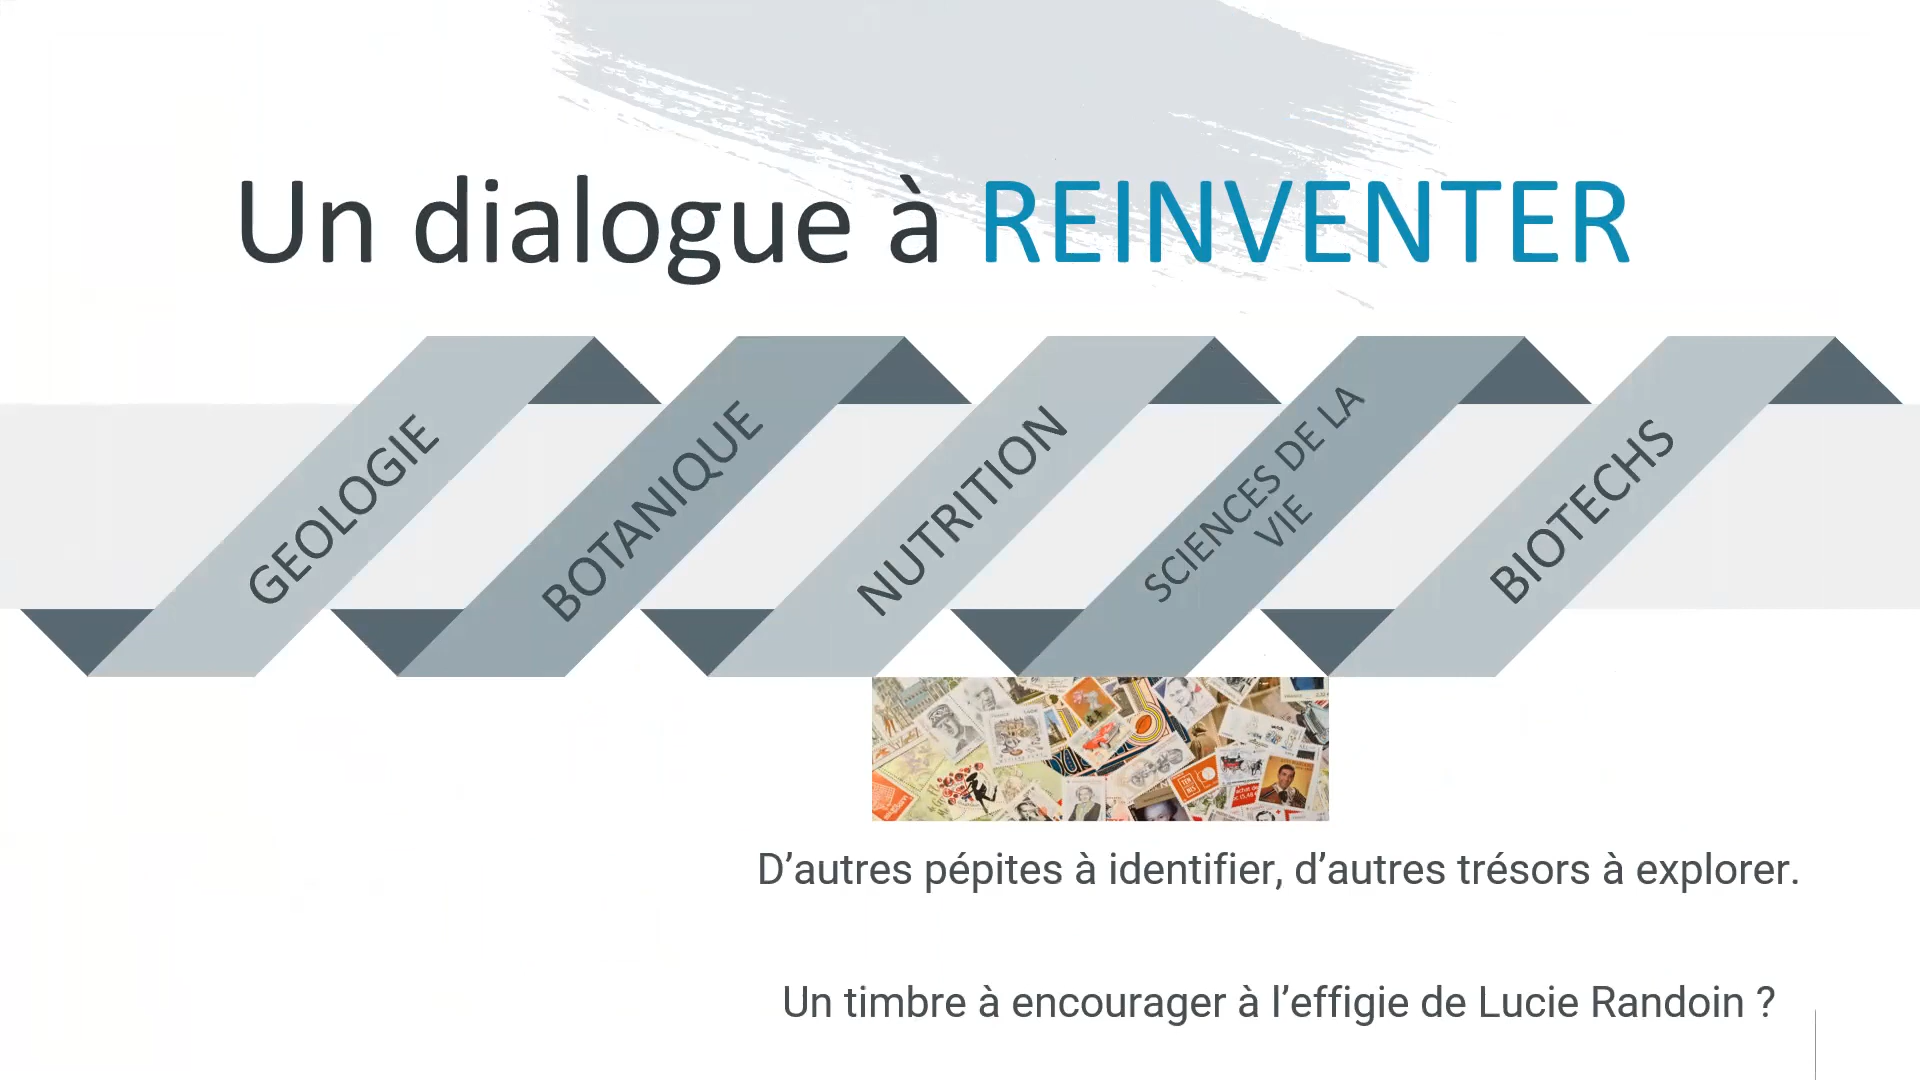 Un dialogue à REINVENTER
GEOLOGIE
BOTANIQUE
NUTRITION
SCIENCES DE LA
VIE
BIOTECHS
D’autres pépites à identifier, d’autres trésors à explorer.
Un timbre à encourager à l’effigie de Lucie Randoin ?